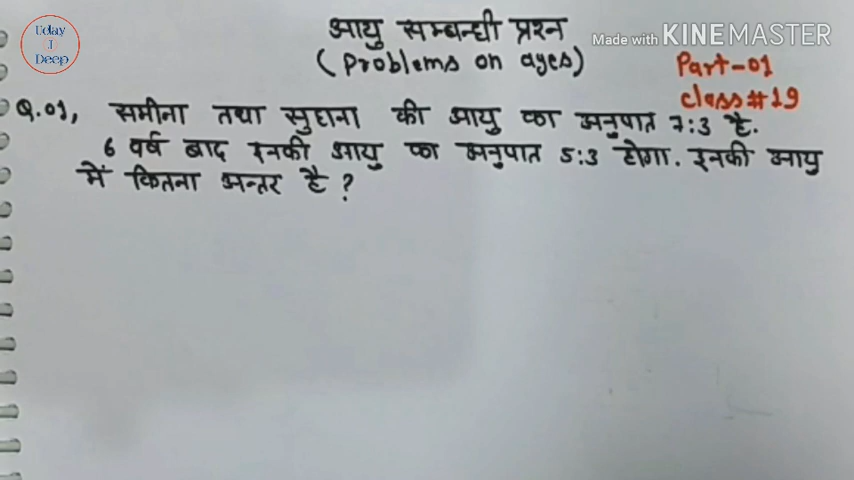 Uday
J
Deep
आयु सम्बन्धी प्रश्न
Made with KINEMASTER
(Problems on ages)
Part-01
Class#19
Q.01, समीना तथा सुहाना की आयु का अनुपात 7:3 है.
6 वर्ष बाद इनकी आयु का अनुपात 5:3 होगा. इनकी आयु
में कितना अन्तर है ?